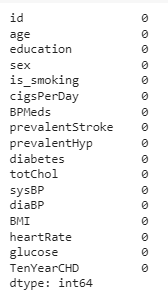 id 0
age 0
education 0
sex 0
is_smoking 0
cigsPerDay 0
BPMeds 0
prevalentStroke 0
prevalentHyp 0
diabetes 0
totChol 0
sysBP 0
diaBP 0
BMI 0
heartRate 0
glucose 0
TenYearCHD 0
dtype: int64